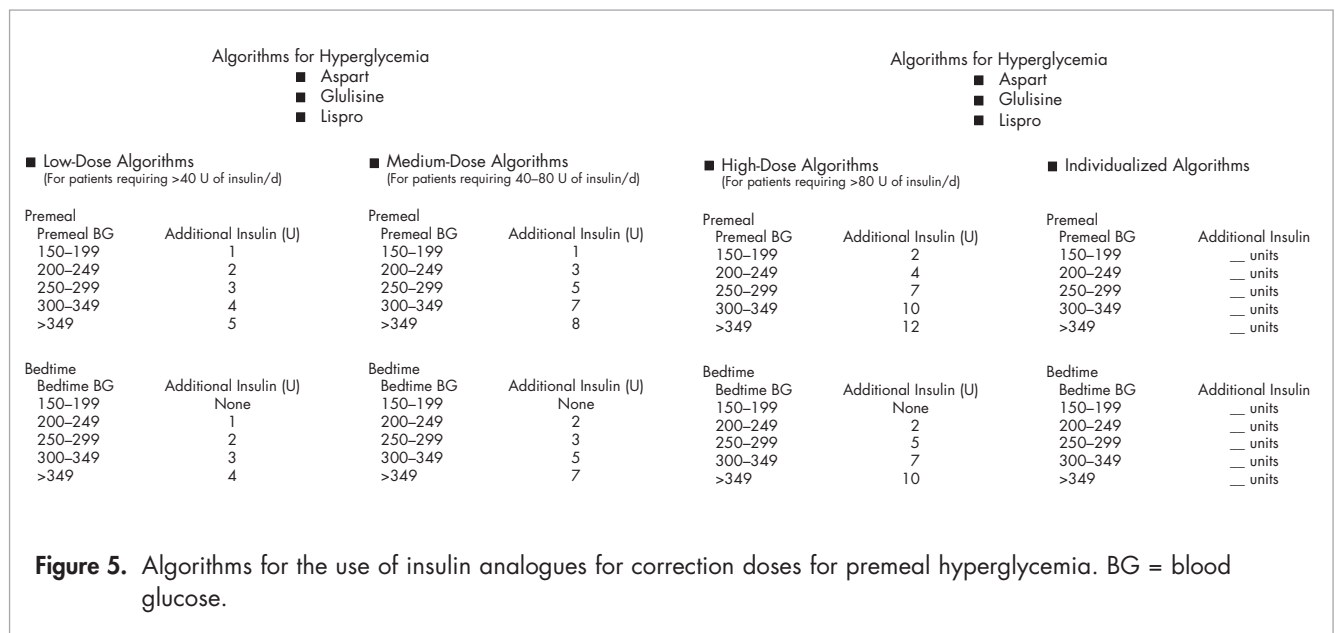 Algorithms for Hyperglycemia
■ Aspart
■ Glulisine
■ Lispro
■ Low-Dose Algorithms
(For patients requiring >40 U of insulin/d)
Premeal
Premeal BG Additional Insulin (U)
150–199 1
200–249 2
250–299 3
300–349 4
>349 5
Bedtime
Bedtime BG Additional Insulin (U)
150–199 None
200–249 1
250–299 2
300–349 3
>349 4
■ Medium-Dose Algorithms
(For patients requiring 40–80 U of insulin/d)
Premeal
Premeal BG Additional Insulin (U)
150–199 1
200–249 3
250–299 5
300–349 7
>349 8
Bedtime
Bedtime BG Additional Insulin (U)
150–199 None
200–249 2
250–299 3
300–349 5
>349 7
Algorithms for Hyperglycemia
■ Aspart
■ Glulisine
■ Lispro
■ High-Dose Algorithms
(For patients requiring >80 U of insulin/d)
Premeal
Premeal BG Additional Insulin (U)
150–199 2
200–249 4
250–299 7
300–349 10
>349 12
Bedtime
Bedtime BG Additional Insulin (U)
150–199 None
200–249 2
250–299 5
300–349 7
>349 10
■ Individualized Algorithms
Premeal
Premeal BG Additional Insulin
150–199 __ units
200–249 __ units
250–299 __ units
300–349 __ units
>349 __ units
Bedtime
Bedtime BG Additional Insulin
150–199 __ units
200–249 __ units
250–299 __ units
300–349 __ units
>349 __ units
Figure 5. Algorithms for the use of insulin analogues for correction doses for premeal hyperglycemia. BG = blood
glucose.